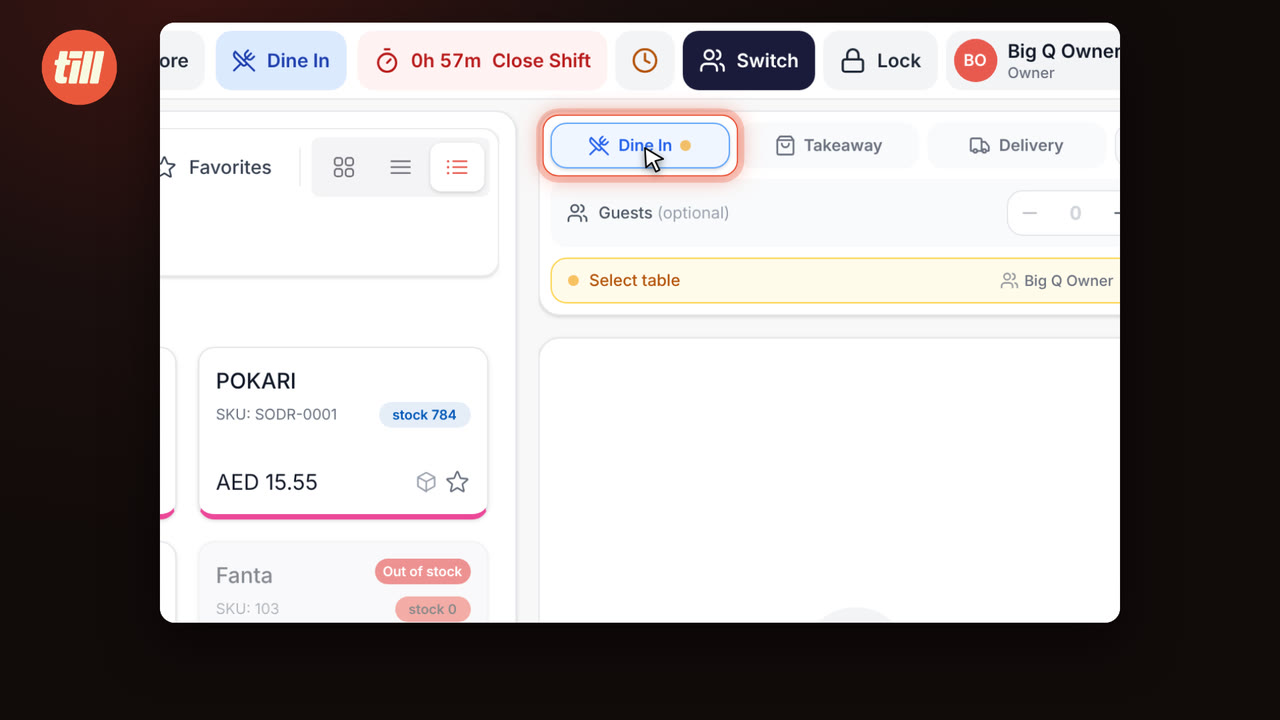 till
ore
Dine In
0h 57m Close Shift
Switch
Lock
BO
Big Q Owner
Owner
Favorites
Dine In
Takeaway
Delivery
Guests (optional)
0
Select table
Big Q Owner
POKARI
SKU: SODR-0001
stock 784
AED 15.55
Fanta
Out of stock
SKU: 103
stock 0